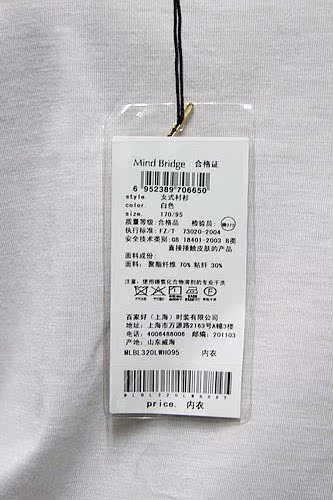 Mind Bridge 合格证
6 952389 706650
style. 女式衬衫
color. 白色
size. 170/95
质量等级:合格品 检验员:
执行标准:FZ/T 73020-2004
安全技术类别:GB 18401-2003 B类
直接接触皮肤的产品
面料成份:
面料: 聚酯纤维 70% 粘纤 30%
注意: 使用碳氢化合物溶剂的专业干洗
百家好(上海)时装有限公司
地址:上海市万源路2163号A幢3楼
电话:4006488008 邮编:201103
产地:山东威海
MLBL320LWH095 内衣
MLBL320LWH095
price. 内衣